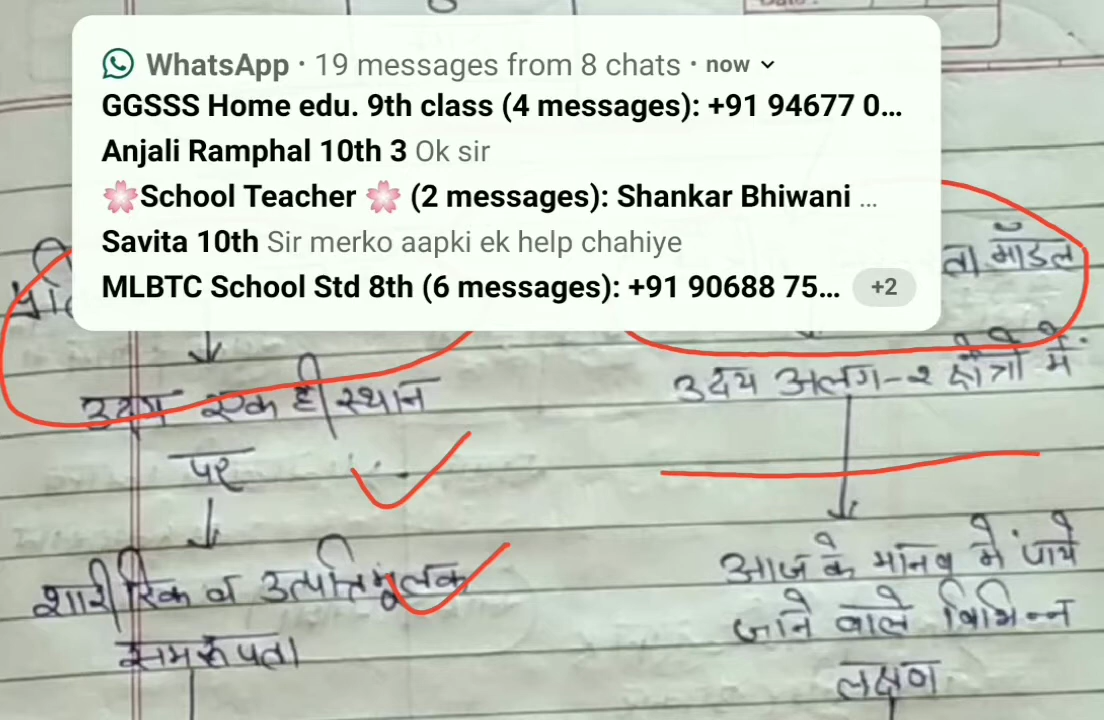 WhatsApp · 19 messages from 8 chats · now
GGSSS Home edu. 9th class (4 messages): +91 94677 0...
Anjali Ramphal 10th 3 Ok sir
🌸School Teacher 🌸 (2 messages): Shankar Bhiwani ...
Savita 10th Sir merko aapki ek help chahiye
MLBTC School Std 8th (6 messages): +91 90688 75... +2
ता मॉडल
उदय एक ही स्थान
पर
शारीरिक व उत्पत्तिमूलक
समरूपता
उदय अलग-२ क्षेत्रों में
आज के मानव में पाये
जाने वाले विभिन्न
लक्षण